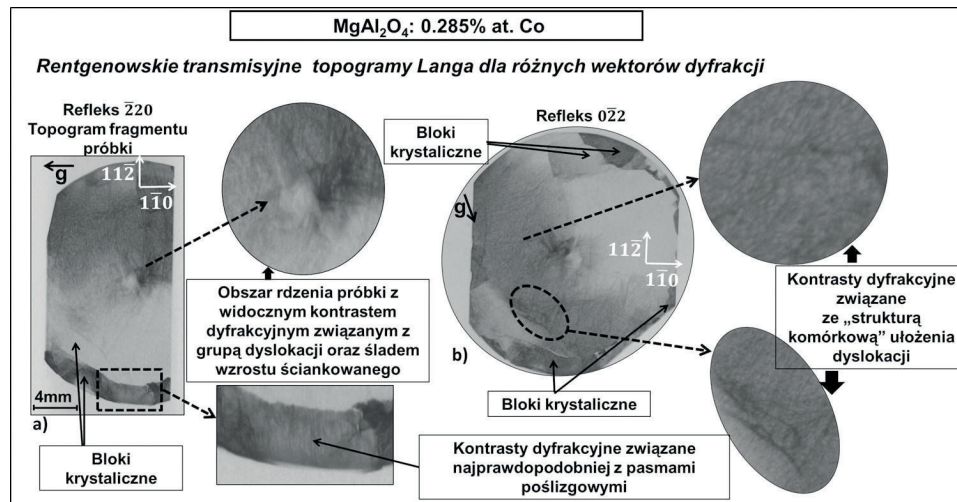 MgAl₂O₄: 0.285% at. Co
Rentgenowskie transmisyjne topogramy Langa dla różnych wektorów dyfrakcji
Refleks 2̅20
Topogram fragmentu
próbki
g
112̅
11̅0
4mm
a)
Bloki
krystaliczne
Obszar rdzenia próbki z
widocznym kontrastem
dyfrakcyjnym związanym z
grupą dyslokacji oraz śladem
wzrostu ściankowanego
Refleks 02̅2
Bloki
krystaliczne
g
112̅
11̅0
b)
Bloki krystaliczne
Kontrasty dyfrakcyjne
związane
ze „strukturą
komórkową” ułożenia
dyslokacji
Kontrasty dyfrakcyjne związane
najprawdopodobniej z pasmami
poślizgowymi